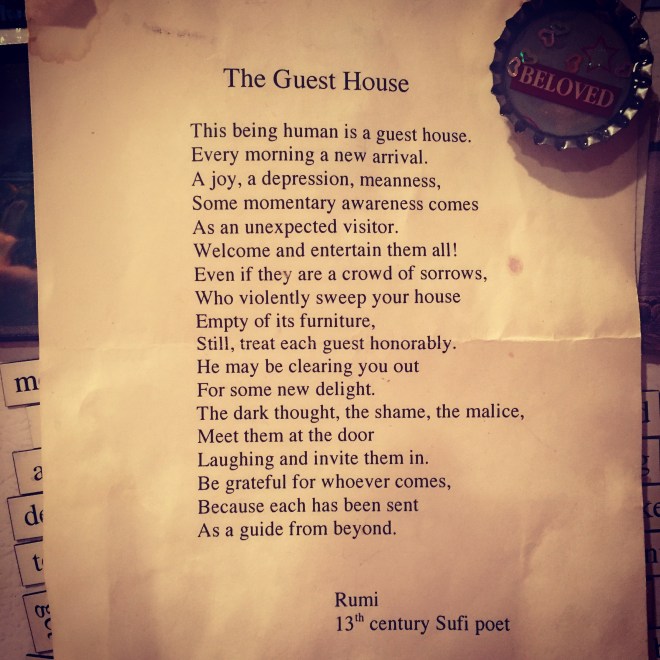 The Guest House
BELOVED
This being human is a guest house.
Every morning a new arrival.
A joy, a depression, meanness,
Some momentary awareness comes
As an unexpected visitor.
Welcome and entertain them all!
Even if they are a crowd of sorrows,
Who violently sweep your house
Empty of its furniture,
Still, treat each guest honorably.
He may be clearing you out
For some new delight.
The dark thought, the shame, the malice,
Meet them at the door
Laughing and invite them in.
Be grateful for whoever comes,
Because each has been sent
As a guide from beyond.
Rumi
13th century Sufi poet